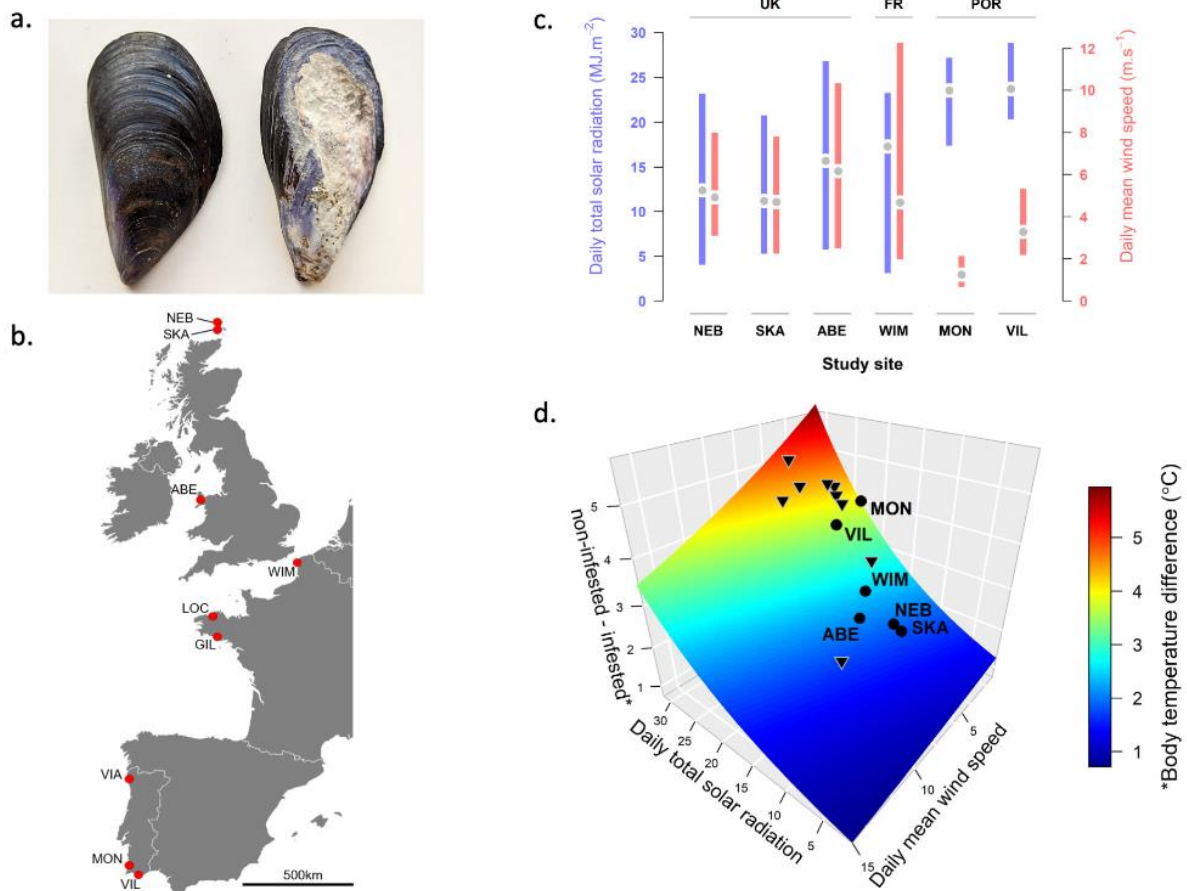 a.
b.
NEB
SKA
ABE
WIM
LOC
GIL
VIA
MON
VIL
500km
c.
UK FR POR
Daily total solar radiation (MJ.m⁻²)
30
25
20
15
10
5
0
Daily mean wind speed (m.s⁻¹)
12
10
8
6
4
2
0
NEB SKA ABE WIM MON VIL
Study site
d.
non-infested - infested*
5
4
3
2
1
MON
VIL
WIM
NEB
ABE SKA
30
25
20
15
10
5
Daily total solar radiation
5
10
15
Daily mean wind speed
5
4
3
2
1
*Body temperature difference (°C)